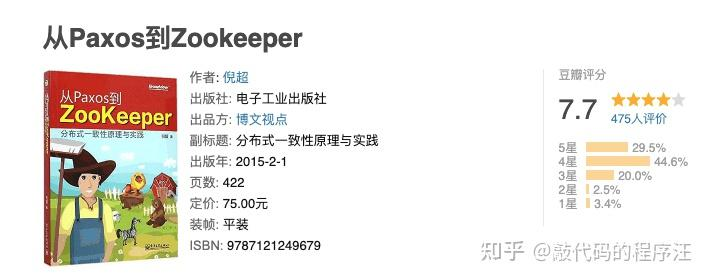 从Paxos到Zookeeper
从Paxos到
ZooKeeper
分布式一致性原理与实践
作者: 倪超
出版社: 电子工业出版社
出品方: 博文视点
副标题: 分布式一致性原理与实践
出版年: 2015-2-1
页数: 422
定价: 75.00元
装帧: 平装
ISBN: 9787121249679
豆瓣评分
7.7
475人评价
5星 29.5%
4星 44.6%
3星 20.0%
2星 2.5%
1星 3.4%
知乎 @敲代码的程序汪